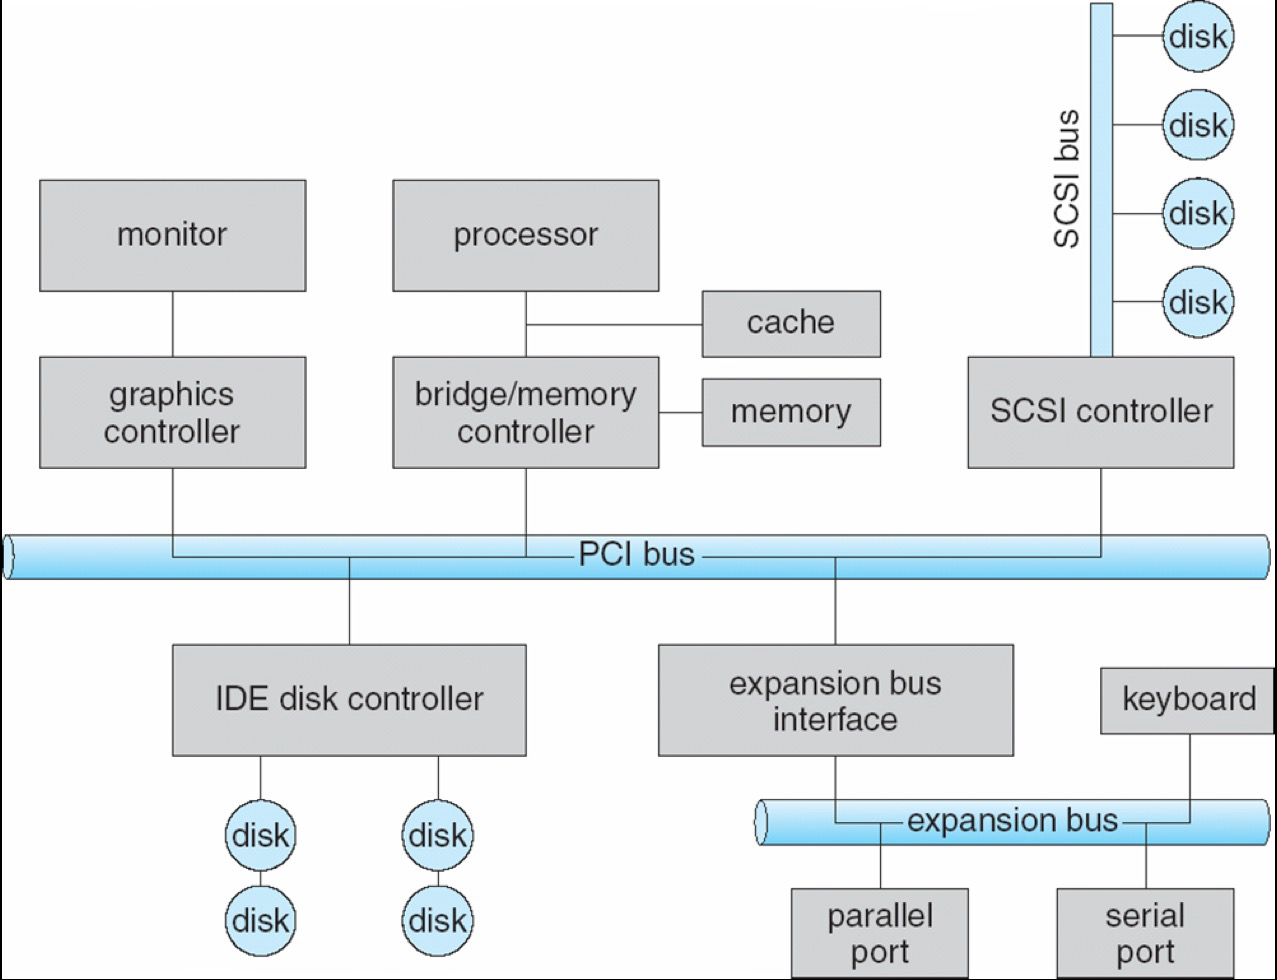 disk
disk
SCSI bus
disk
disk
monitor
processor
cache
graphics
controller
bridge/memory
controller
memory
SCSI controller
PCI bus
IDE disk controller
expansion bus
interface
keyboard
disk
disk
expansion bus
disk
disk
parallel
port
serial
port